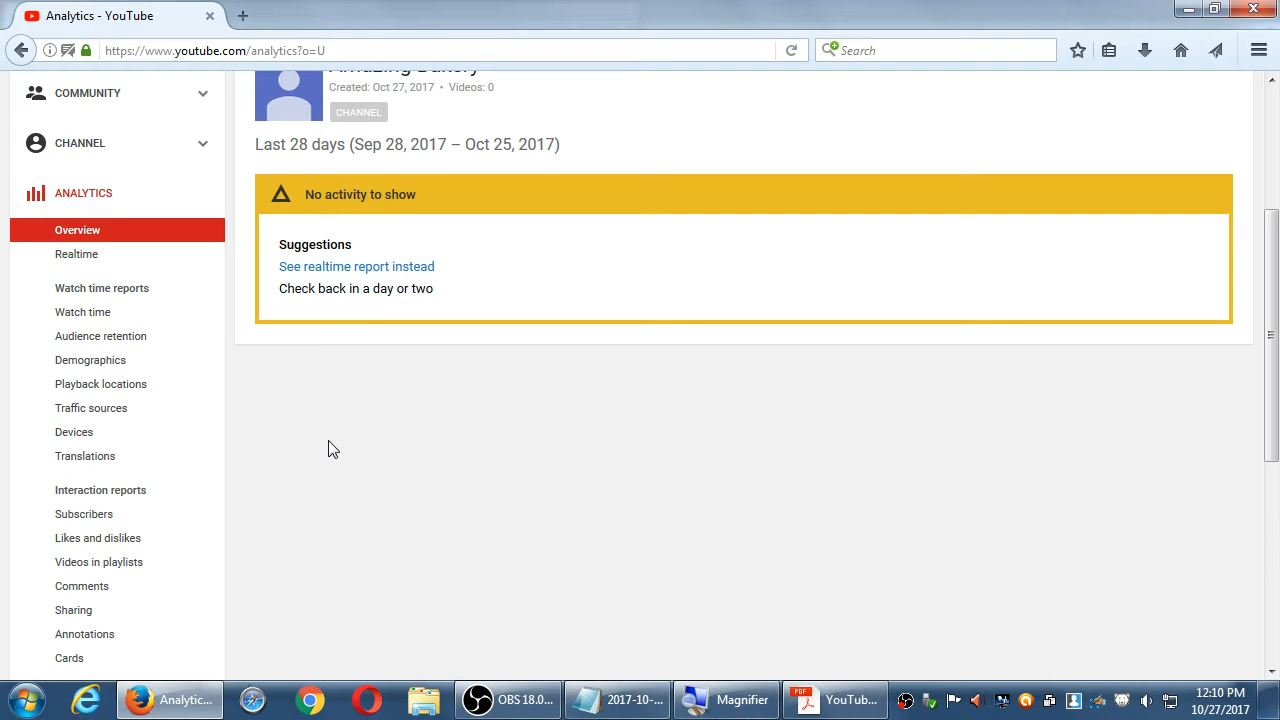 Analytics - YouTube
https://www.youtube.com/analytics?o=U
Search
COMMUNITY
CHANNEL
ANALYTICS
Overview
Realtime
Watch time reports
Watch time
Audience retention
Demographics
Playback locations
Traffic sources
Devices
Translations
Interaction reports
Subscribers
Likes and dislikes
Videos in playlists
Comments
Sharing
Annotations
Cards
Amazing Bakery
Created: Oct 27, 2017 • Videos: 0
CHANNEL
Last 28 days (Sep 28, 2017 – Oct 25, 2017)
No activity to show
Suggestions
See realtime report instead
Check back in a day or two
Analytic...
OBS 18.0...
2017-10-...
Magnifier
PDF
YouTub...
12:10 PM
10/27/2017